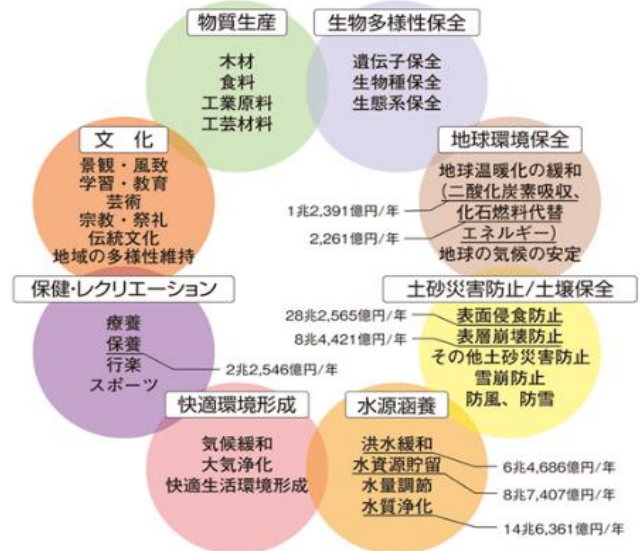 物質生産
木材
食料
工業原料
工芸材料
生物多様性保全
遺伝子保全
生物種保全
生態系保全
文 化
景観・風致
学習・教育
芸術
宗教・祭礼
伝統文化
地域の多様性維持
地球環境保全
地球温暖化の緩和
(二酸化炭素吸収、
1兆2,391億円/年
化石燃料代替
2,261億円/年
エネルギー)
地球の気候の安定
保健・レクリエーション
療養
保養
2兆2,546億円/年
行楽
スポーツ
土砂災害防止/土壌保全
28兆2,565億円/年
表面侵食防止
8兆4,421億円/年
表層崩壊防止
その他土砂災害防止
雪崩防止
防風、防雪
快適環境形成
気候緩和
大気浄化
快適生活環境形成
水源涵養
洪水緩和
6兆4,686億円/年
水資源貯留
8兆7,407億円/年
水量調節
水質浄化
14兆6,361億円/年